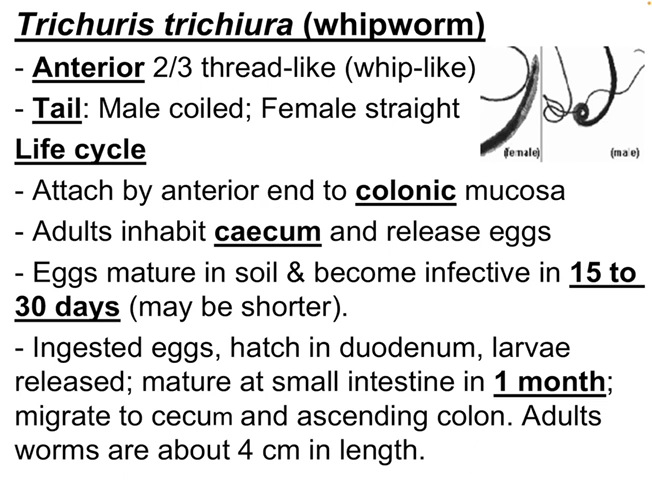 Trichuris trichiura (whipworm)
- Anterior 2/3 thread-like (whip-like)
- Tail: Male coiled; Female straight
(female)
(male)
Life cycle
- Attach by anterior end to colonic mucosa
- Adults inhabit caecum and release eggs
- Eggs mature in soil & become infective in 15 to
30 days (may be shorter).
- Ingested eggs, hatch in duodenum, larvae
released; mature at small intestine in 1 month;
migrate to cecum and ascending colon. Adults
worms are about 4 cm in length.